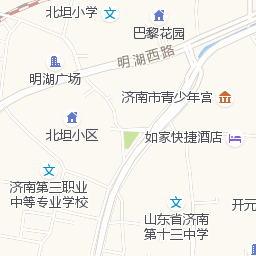 北坦小学
巴黎花园
明湖西路
明湖广场
济南市青少年宫
北坦小区
如家快捷酒店
济南第三职业
中等专业学校
开元
山东省济南
第十三中学